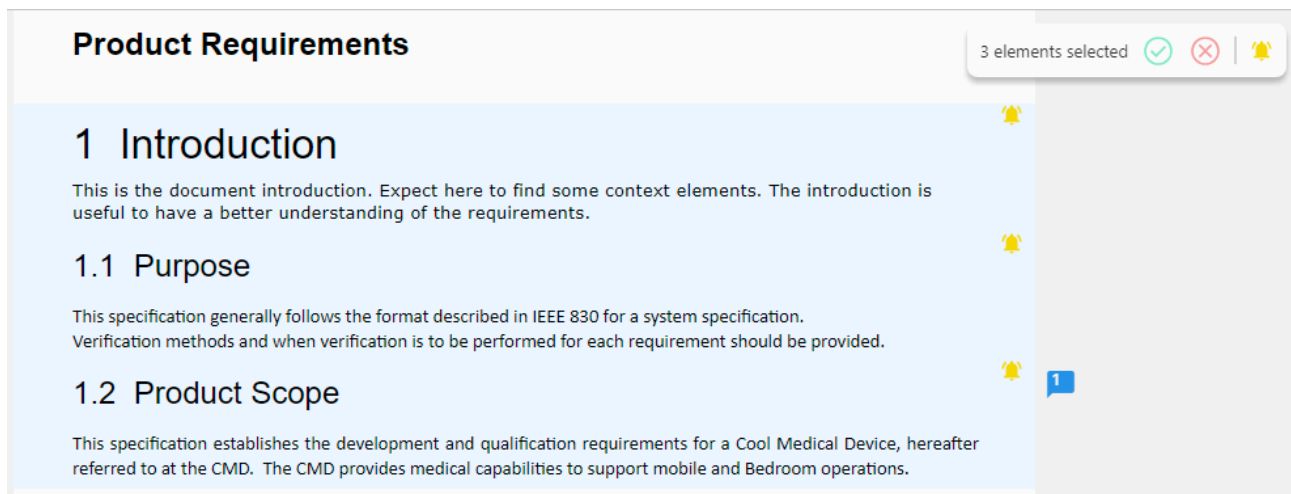 Product Requirements
3 elements selected
1 Introduction
This is the document introduction. Expect here to find some context elements. The introduction is
useful to have a better understanding of the requirements.
1.1 Purpose
This specification generally follows the format described in IEEE 830 for a system specification.
Verification methods and when verification is to be performed for each requirement should be provided.
1.2 Product Scope
1
This specification establishes the development and qualification requirements for a Cool Medical Device, hereafter
referred to at the CMD. The CMD provides medical capabilities to support mobile and Bedroom operations.